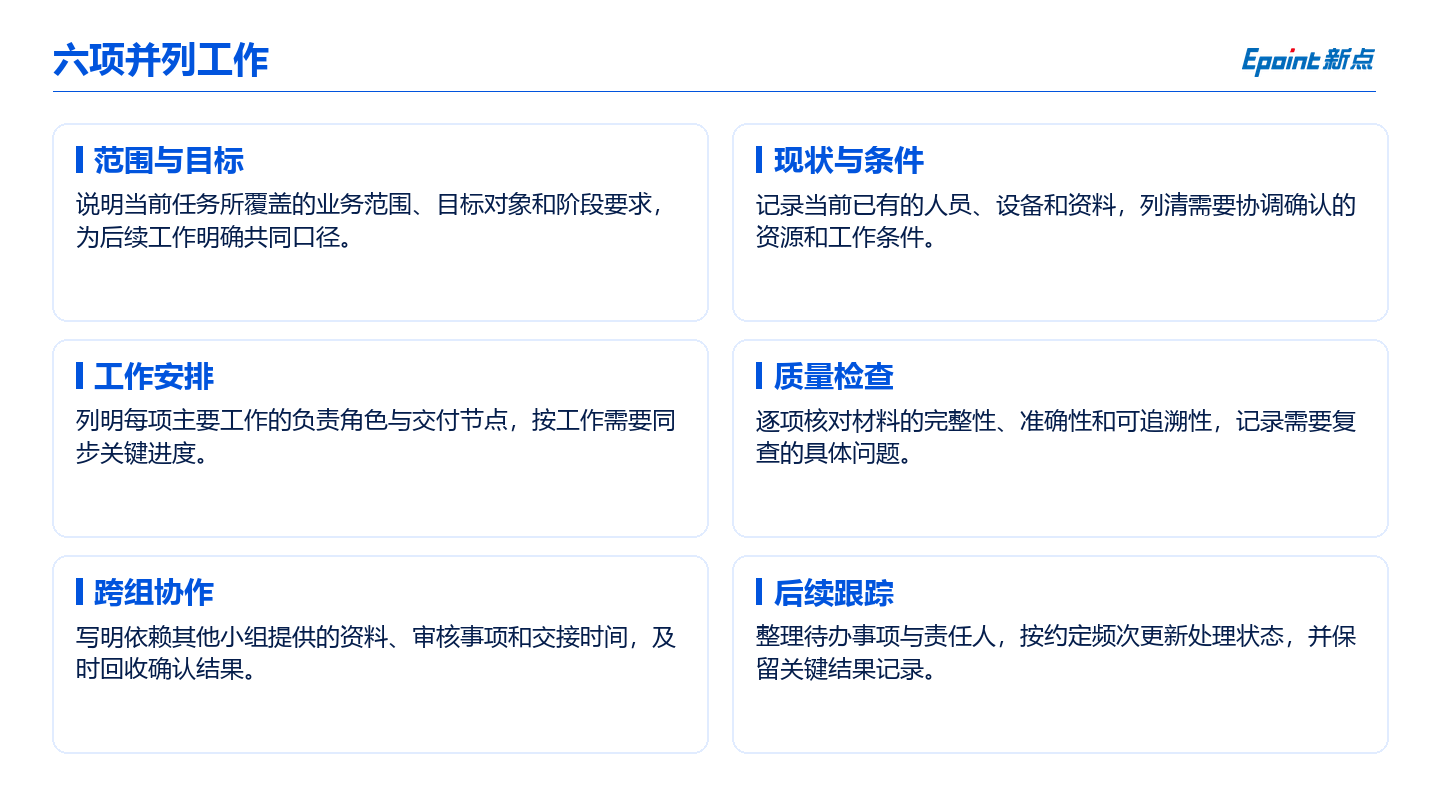 六项并列工作
Epoint新点
范围与目标
说明当前任务所覆盖的业务范围、目标对象和阶段要求，
为后续工作明确共同口径。
现状与条件
记录当前已有的人员、设备和资料，列清需要协调确认的
资源和工作条件。
工作安排
列明每项主要工作的负责角色与交付节点，按工作需要同
步关键进度。
质量检查
逐项核对材料的完整性、准确性和可追溯性，记录需要复
查的具体问题。
跨组协作
写明依赖其他小组提供的资料、审核事项和交接时间，及
时回收确认结果。
后续跟踪
整理待办事项与责任人，按约定频次更新处理状态，并保
留关键结果记录。